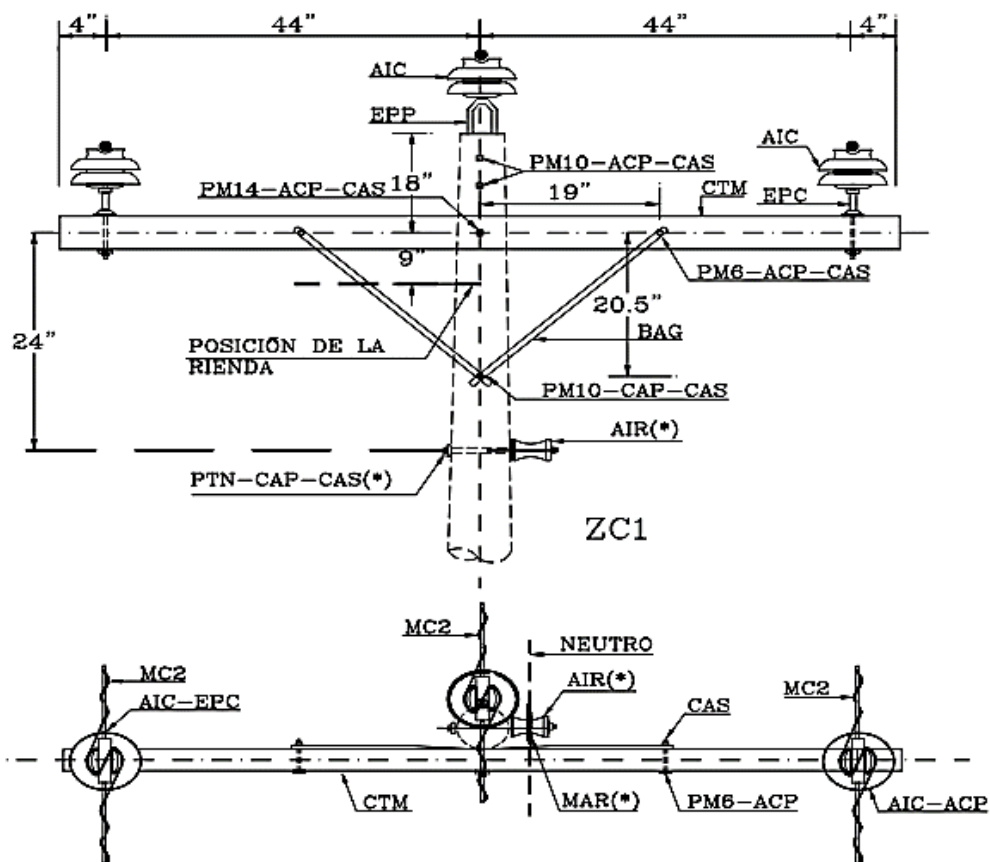 4" 44" 44" 4"
AIC
EPP
AIC
PM10-ACP-CAS
PM14-ACP-CAS
18"
19"
CTM
EPC
9"
PM6-ACP-CAS
24"
20.5"
POSICIÓN DE LA
RIENDA
BAG
PM10-CAP-CAS
AIR(*)
PTN-CAP-CAS(*)
ZC1
MC2
NEUTRO
MC2
AIR(*)
MC2
AIC-EPC
CAS
CTM
MAR(*)
PM6-ACP
AIC-ACP